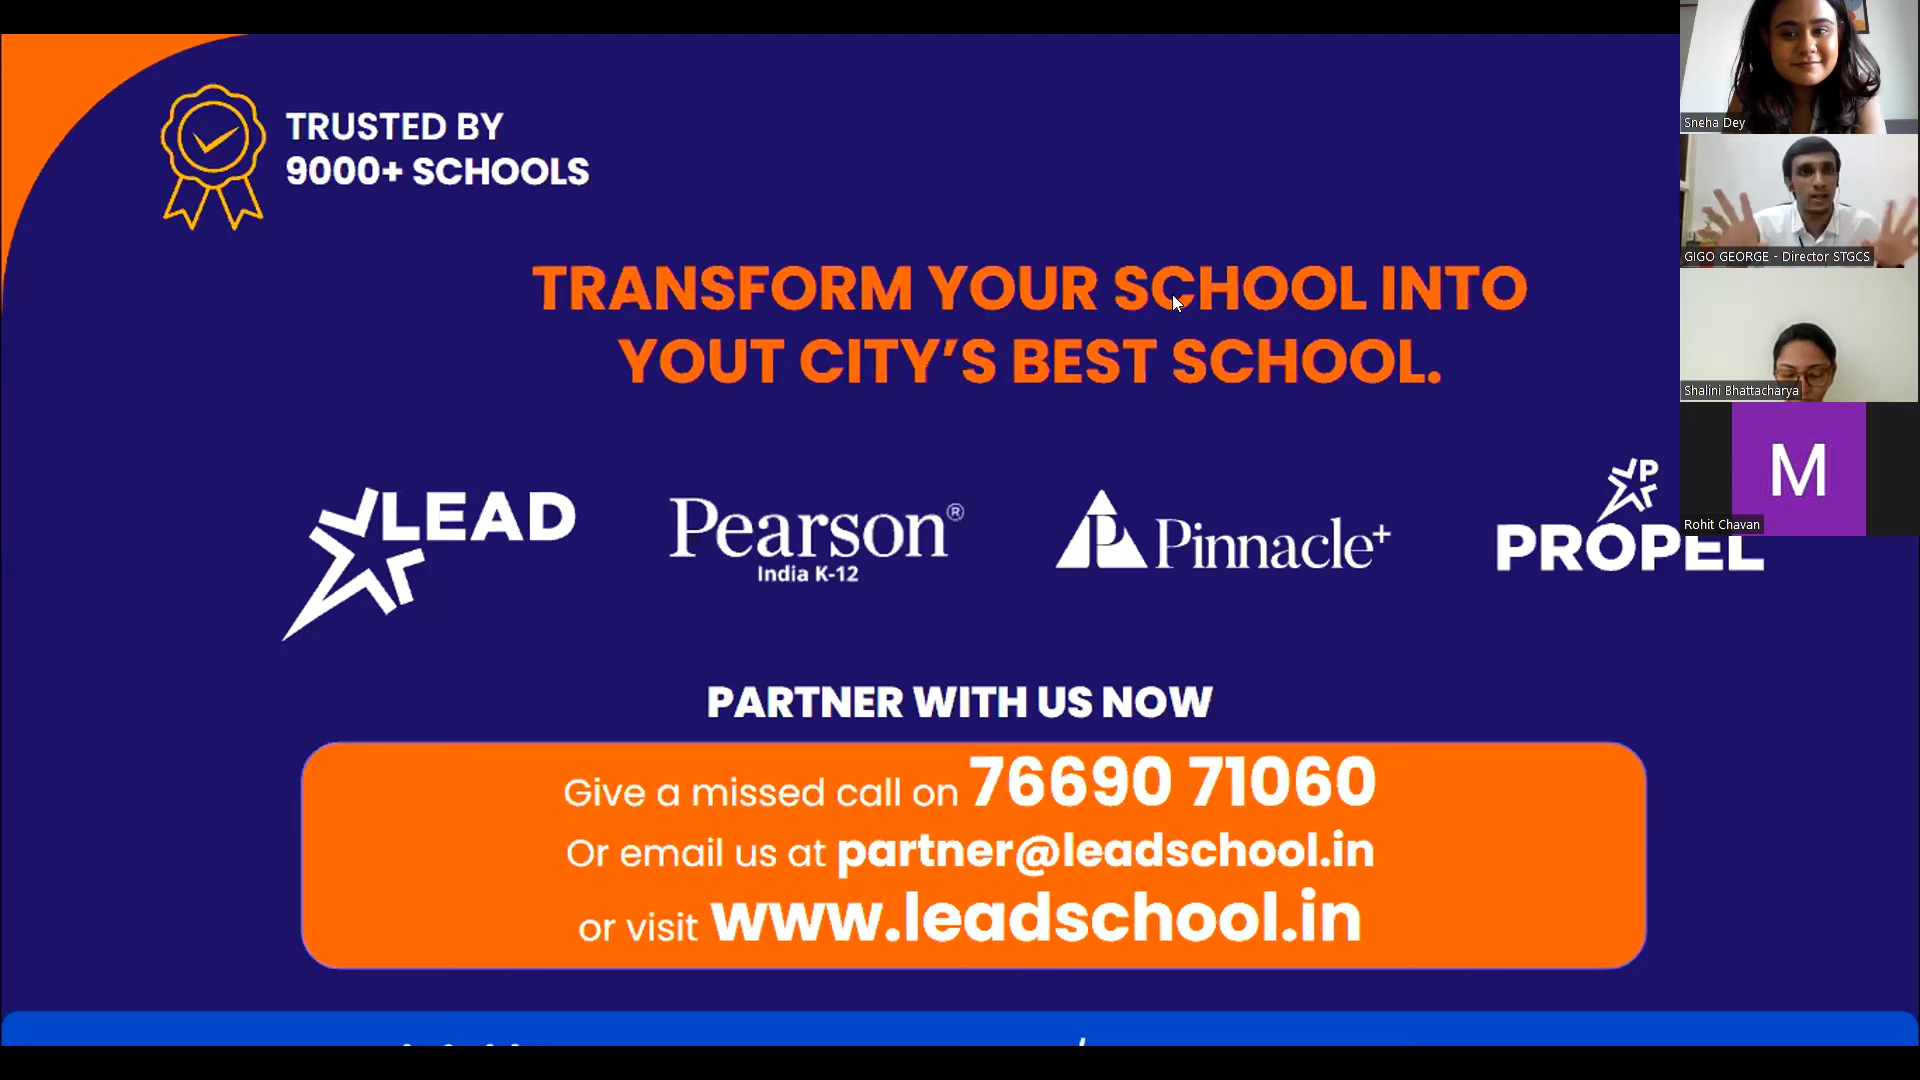 TRUSTED BY
9000+ SCHOOLS
TRANSFORM YOUR SCHOOL INTO
YOUT CITY’S BEST SCHOOL.
LEAD
Pearson®
India K-12
Pinnacle+
P
PROPEL
PARTNER WITH US NOW
Give a missed call on 76690 71060
Or email us at partner@leadschool.in
or visit www.leadschool.in
Sneha Dey
GIGO GEORGE - Director STGCS
Shalini Bhattacharya
M
Rohit Chavan